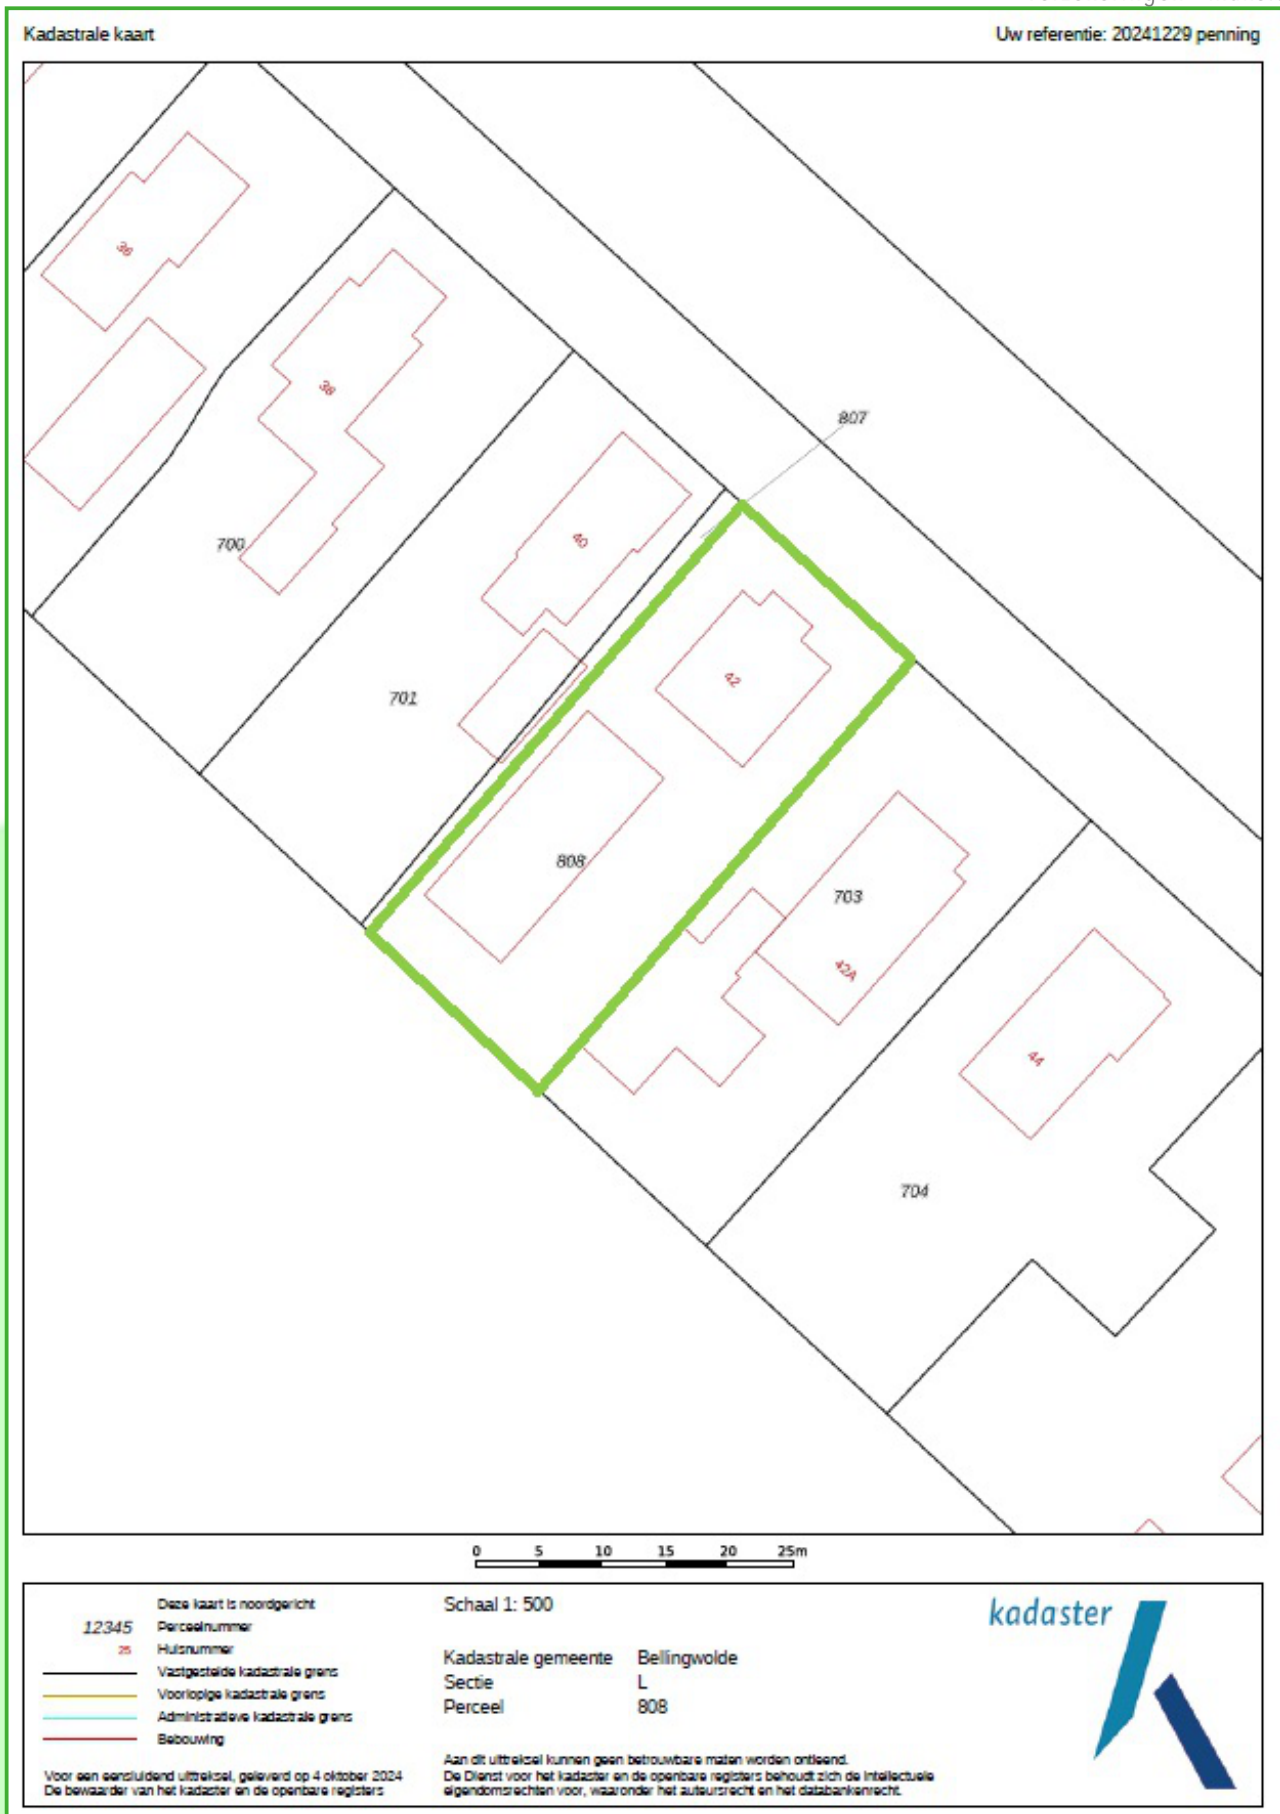 Kadastrale kaart
Uw referentie: 20241229 penning
36
38
807
700
40
701
42
808
703
42A
44
704
0 5 10 15 20 25m
Deze kaart is noordgericht
12345 Perceelnummer
25 Huisnummer
Vastgestelde kadastrale grens
Voorlopige kadastrale grens
Administratieve kadastrale grens
Bebouwing
Voor een eensluidend uittreksel, geleverd op 4 oktober 2024
De bewaarder van het kadaster en de openbare registers
Schaal 1: 500
Kadastrale gemeente Bellingwolde
Sectie L
Perceel 808
Aan dit uittreksel kunnen geen betrouwbare maten worden ontleend.
De Dienst voor het kadaster en de openbare registers behoudt zich de intellectuele
eigendomsrechten voor, waaronder het auteursrecht en het databankenrecht.
kadaster